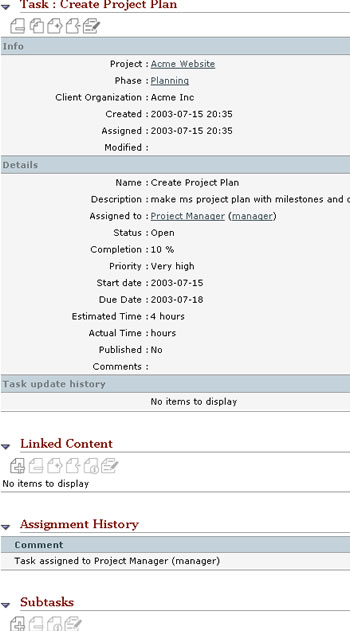 Task : Create Project Plan
Info
Project : Acme Website
Phase : Planning
Client Organization : Acme Inc
Created : 2003-07-15 20:35
Assigned : 2003-07-15 20:35
Modified :
Details
Name : Create Project Plan
Description : make ms project plan with milestones and
Assigned to : Project Manager (manager)
Status : Open
Completion : 10 %
Priority : Very high
Start date : 2003-07-15
Due Date : 2003-07-18
Estimated Time : 4 hours
Actual Time : hours
Published : No
Comments :
Task update history
No items to display
Linked Content
No items to display
Assignment History
Comment
Task assigned to Project Manager (manager)
Subtasks